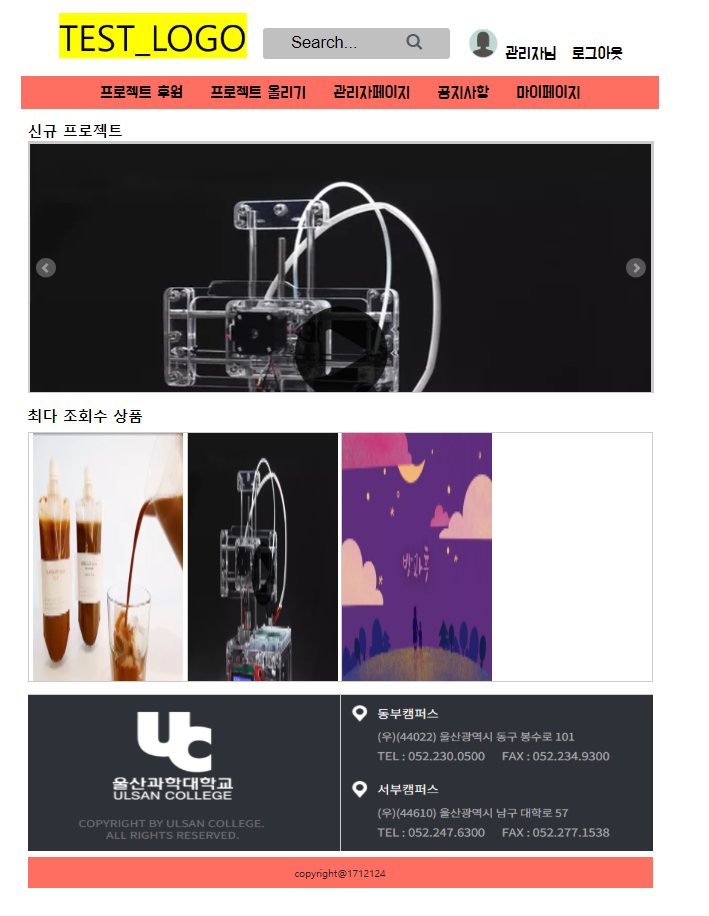 TEST_LOGO
Search...
관리자님 로그아웃
프로젝트 후원 프로젝트 올리기 관리자페이지 공지사항 마이페이지
신규 프로젝트
최다 조회수 상품
방과후
UC
울산과학대학교
ULSAN COLLEGE
COPYRIGHT BY ULSAN COLLEGE.
ALL RIGHTS RESERVED.
동부캠퍼스
(우)(44022) 울산광역시 동구 봉수로 101
TEL : 052.230.0500 FAX : 052.234.9300
서부캠퍼스
(우)(44610) 울산광역시 남구 대학로 57
TEL : 052.247.6300 FAX : 052.277.1538
copyright@1712124